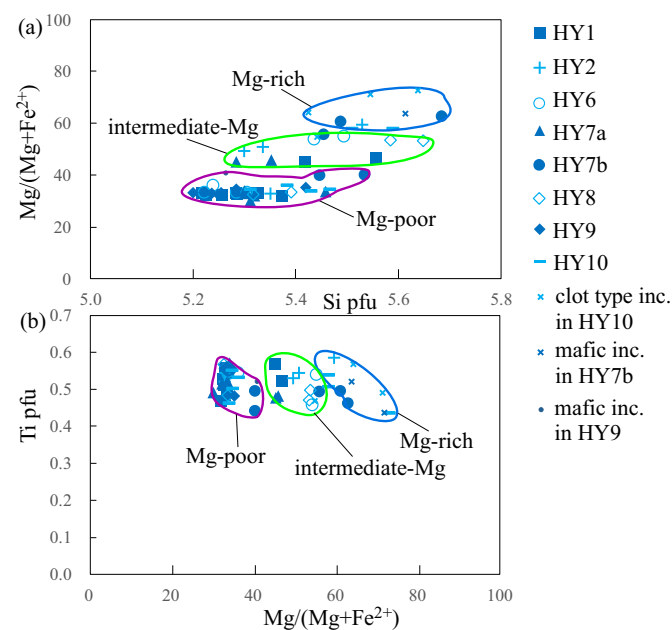 (a)
100
80
60
40
20
0
Mg/(Mg+Fe²⁺)
Mg-rich
intermediate-Mg
Mg-poor
5.0
5.2
5.4
5.6
5.8
Si pfu
(b)
0.7
0.6
0.5
0.4
0.3
0.2
0.1
0.0
Ti pfu
Mg-poor
Mg-rich
intermediate-Mg
0
20
40
60
80
100
Mg/(Mg+Fe²⁺)
HY1
HY2
HY6
HY7a
HY7b
HY8
HY9
HY10
clot type inc.
in HY10
mafic inc.
in HY7b
mafic inc.
in HY9